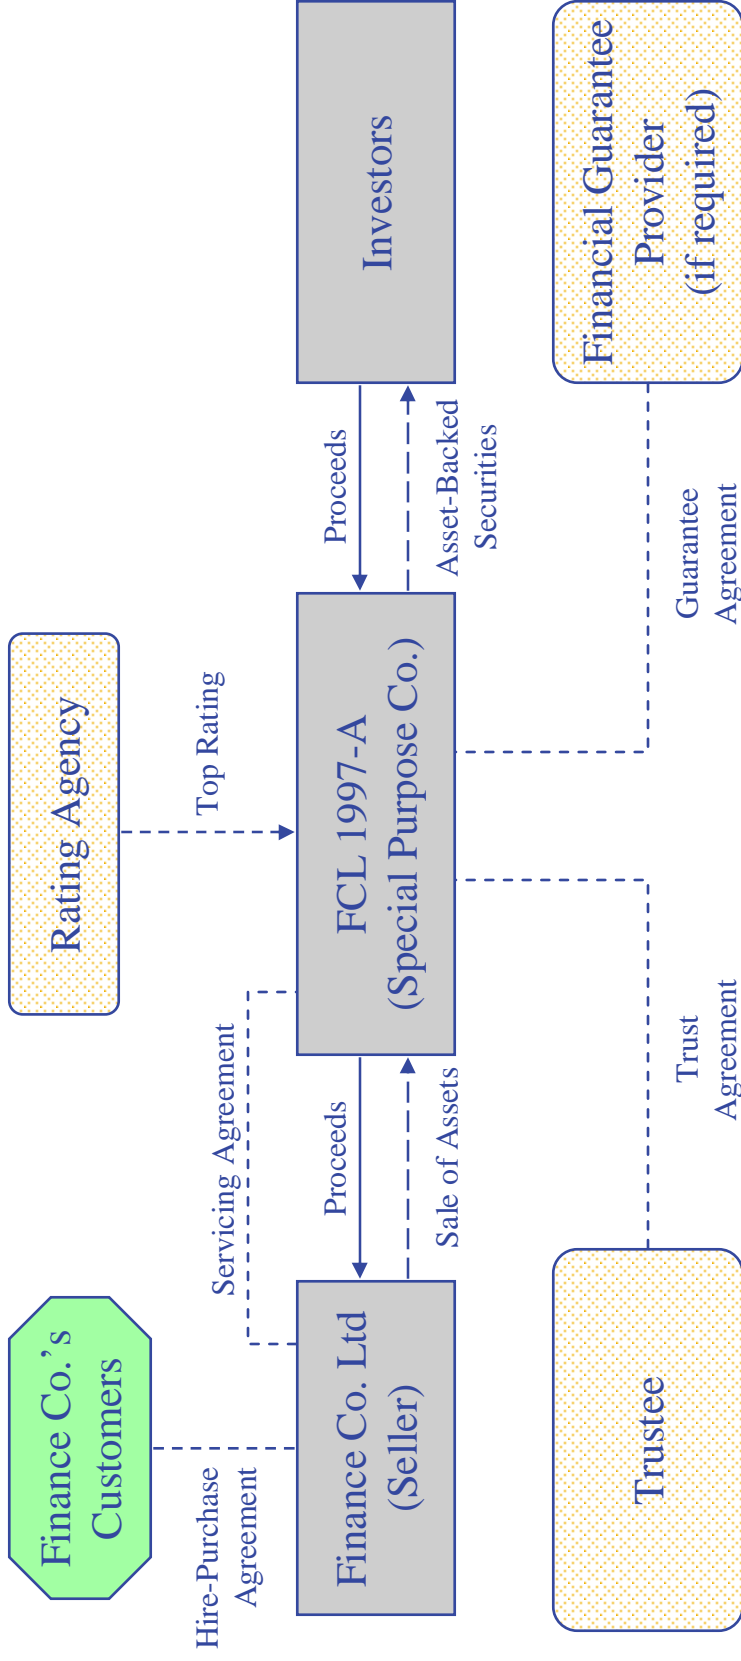 Finance Co.'s
Customers
Rating Agency
Hire-Purchase
Agreement
Servicing Agreement
Top Rating
Finance Co. Ltd
(Seller)
Proceeds
Sale of Assets
FCL 1997-A
(Special Purpose Co.)
Proceeds
Asset-Backed
Securities
Investors
Trustee
Trust
Agreement
Guarantee
Agreement
Financial Guarantee
Provider
(if required)